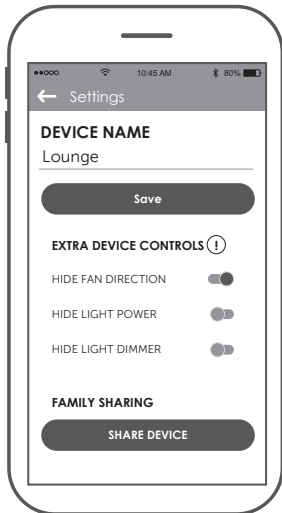 10:45 AM 80%
Settings
DEVICE NAME
Lounge
Save
EXTRA DEVICE CONTROLS !
HIDE FAN DIRECTION
HIDE LIGHT POWER
HIDE LIGHT DIMMER
FAMILY SHARING
SHARE DEVICE